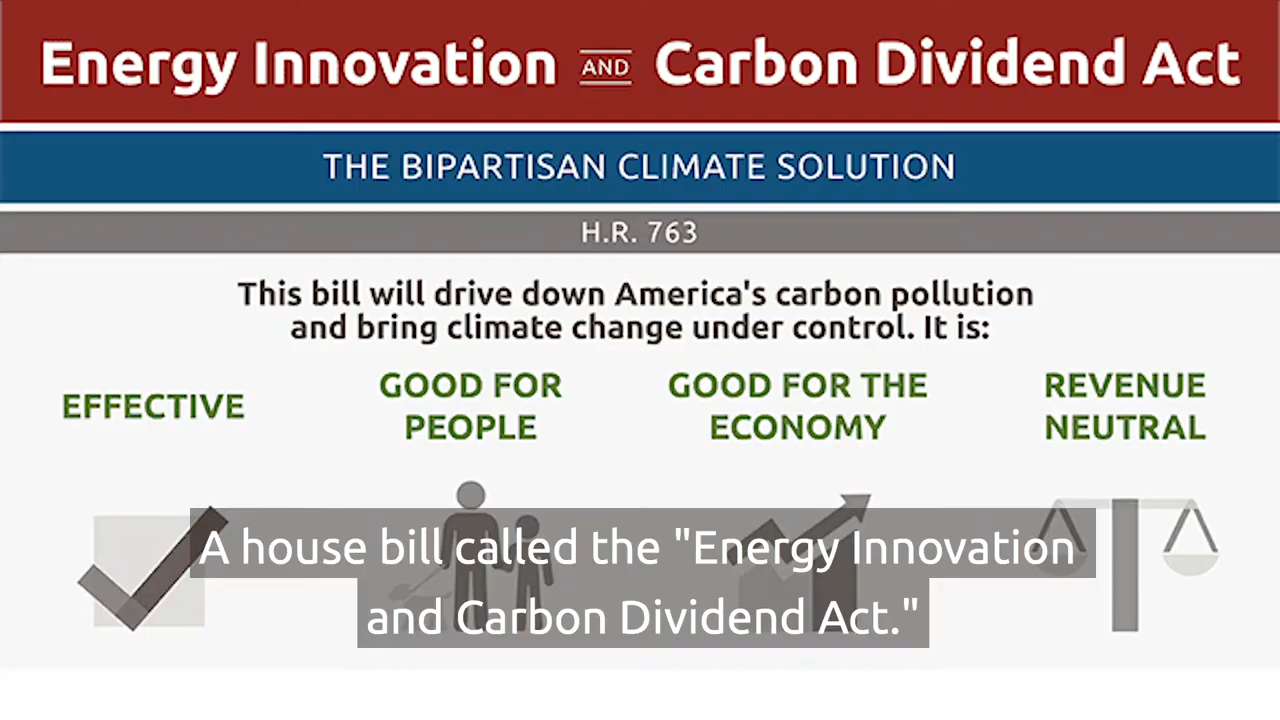 Energy Innovation AND Carbon Dividend Act
THE BIPARTISAN CLIMATE SOLUTION
H.R. 763
This bill will drive down America's carbon pollution
and bring climate change under control. It is:
EFFECTIVE
GOOD FOR
PEOPLE
GOOD FOR THE
ECONOMY
REVENUE
NEUTRAL
A house bill called the "Energy Innovation
and Carbon Dividend Act."